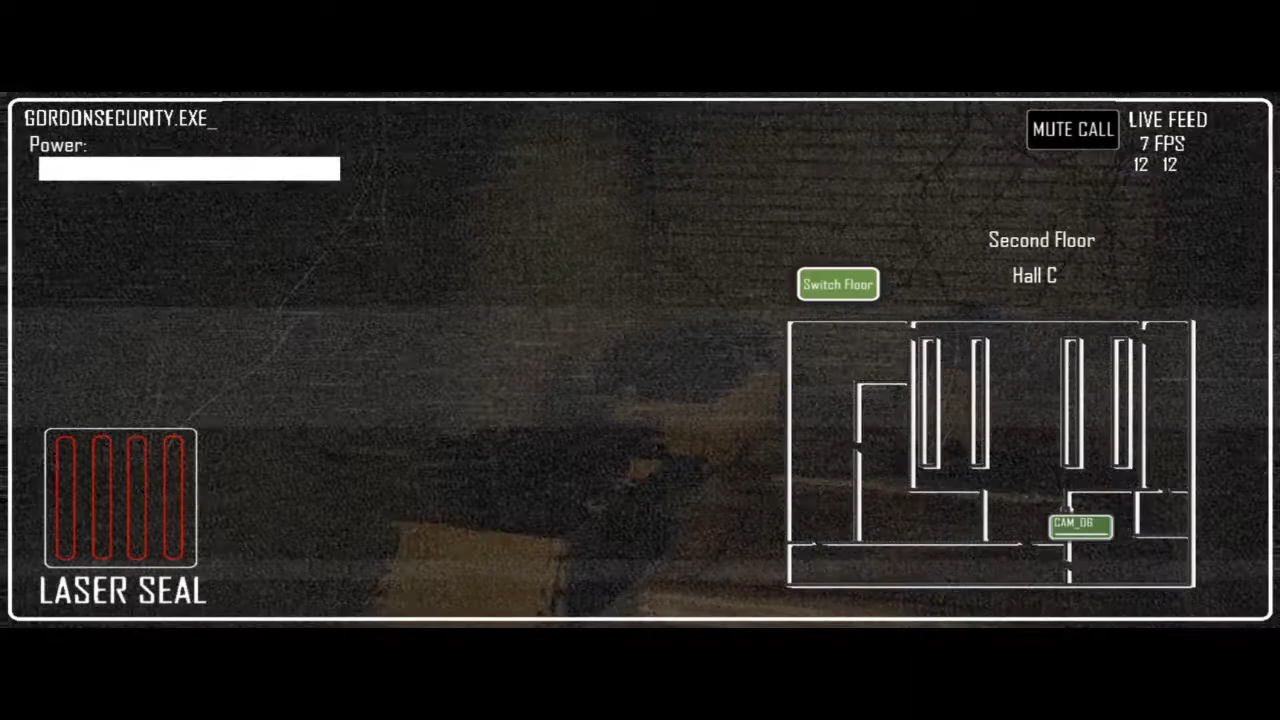 GORDONSECURITY.EXE_
Power:
MUTE CALL
LIVE FEED
7 FPS
12 12
Second Floor
Hall C
Switch Floor
CAM_06
LASER SEAL